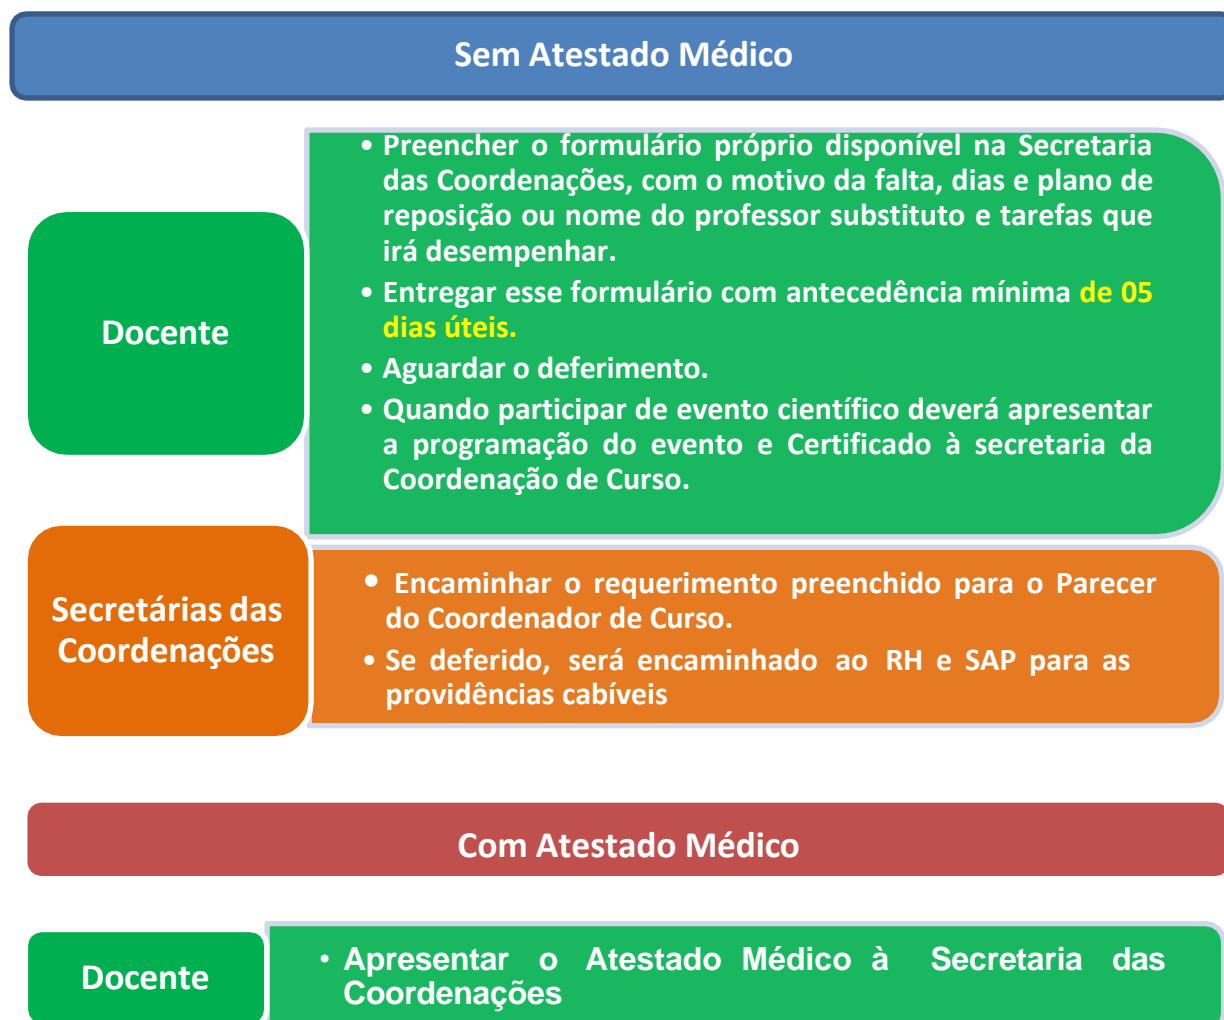 Sem Atestado Médico
• Preencher o formulário próprio disponível na Secretaria
das Coordenações, com o motivo da falta, dias e plano de
reposição ou nome do professor substituto e tarefas que
irá desempenhar.
• Entregar esse formulário com antecedência mínima de 05
dias úteis.
• Aguardar o deferimento.
• Quando participar de evento científico deverá apresentar
a programação do evento e Certificado à secretaria da
Coordenação de Curso.
Docente
• Encaminhar o requerimento preenchido para o Parecer
do Coordenador de Curso.
• Se deferido, será encaminhado ao RH e SAP para as
providências cabíveis
Secretárias das
Coordenações
Com Atestado Médico
Docente
• Apresentar o Atestado Médico à Secretaria das
Coordenações